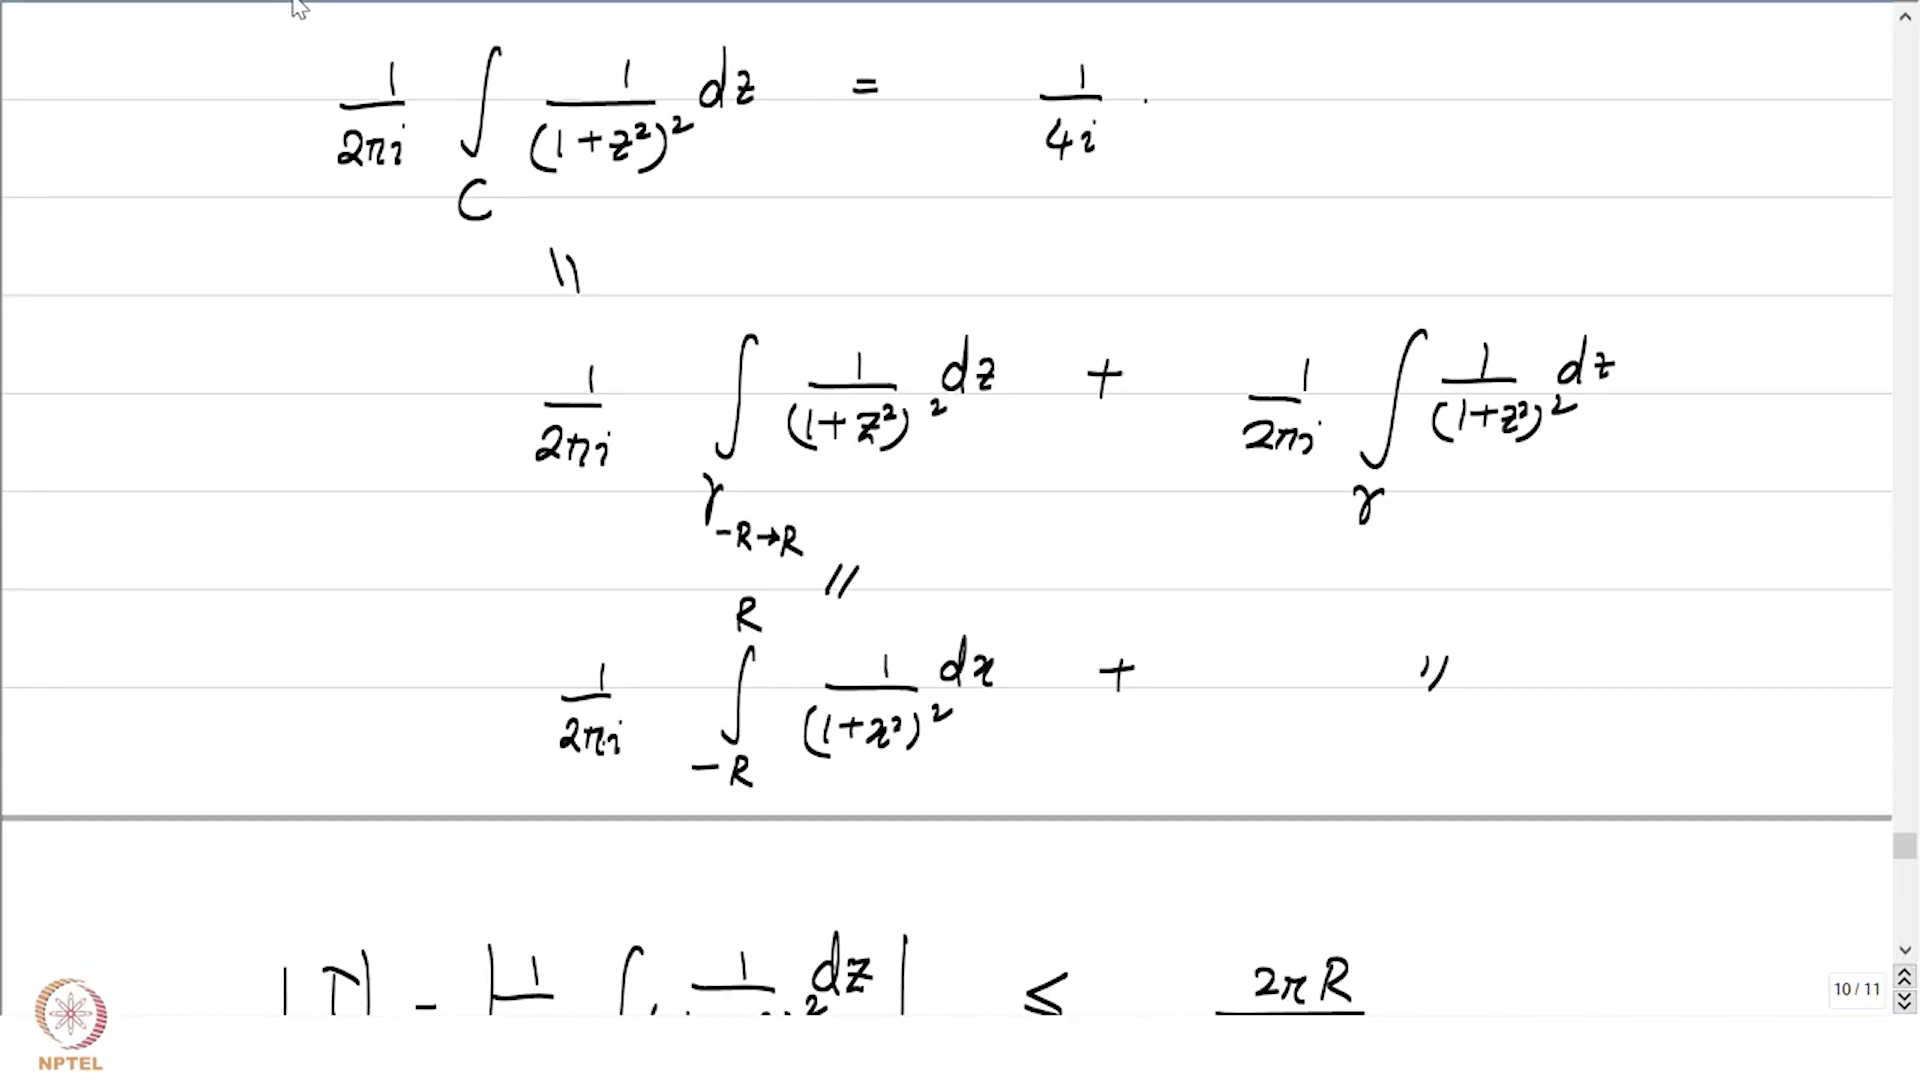 1/2πi ∫_C 1/(1+z²)² dz = 1/4i .
"
1/2πi ∫_{γ_{-R→R}} 1/(1+z²)² dz + 1/2πi ∫_γ 1/(1+z²)² dz
"
1/2πi ∫_{-R}^{R} 1/(1+x²)² dx + "
dz ≤ 2πR
10 / 11
NPTEL